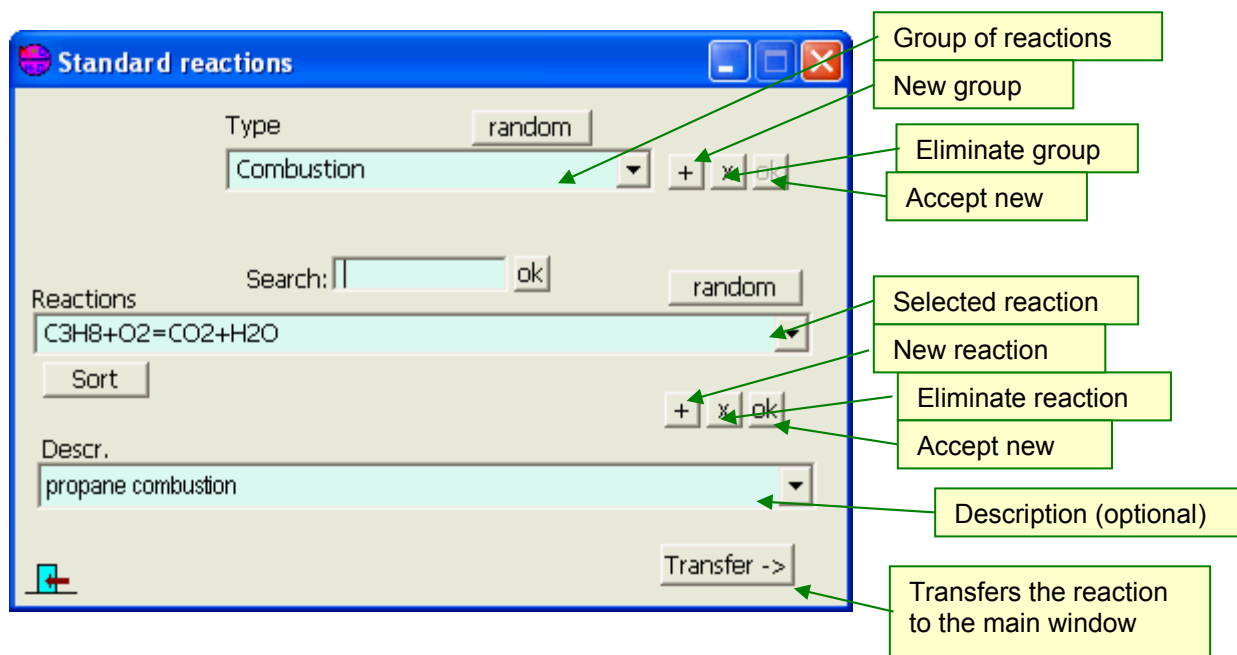 Standard reactions
Group of reactions
New group
Type
random
Combustion
+
x
ok
Eliminate group
Accept new
Search:
ok
random
Reactions
C3H8+O2=CO2+H2O
Selected reaction
New reaction
Sort
+
x
ok
Eliminate reaction
Accept new
Descr.
propane combustion
Description (optional)
Transfer ->
Transfers the reaction
to the main window